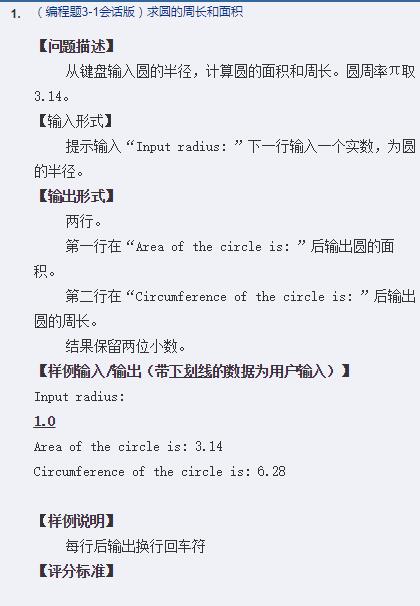 1. （编程题3-1会话版）求圆的周长和面积
【问题描述】
从键盘输入圆的半径，计算圆的面积和周长。圆周率π取
3.14。
【输入形式】
提示输入“Input radius: ”下一行输入一个实数，为圆
的半径。
【输出形式】
两行。
第一行在“Area of the circle is: ”后输出圆的面
积。
第二行在“Circumference of the circle is: ”后输出
圆的周长。
结果保留两位小数。
【样例输入/输出（带下划线的数据为用户输入）】
Input radius:
1.0
Area of the circle is: 3.14
Circumference of the circle is: 6.28
【样例说明】
每行后输出换行回车符
【评分标准】